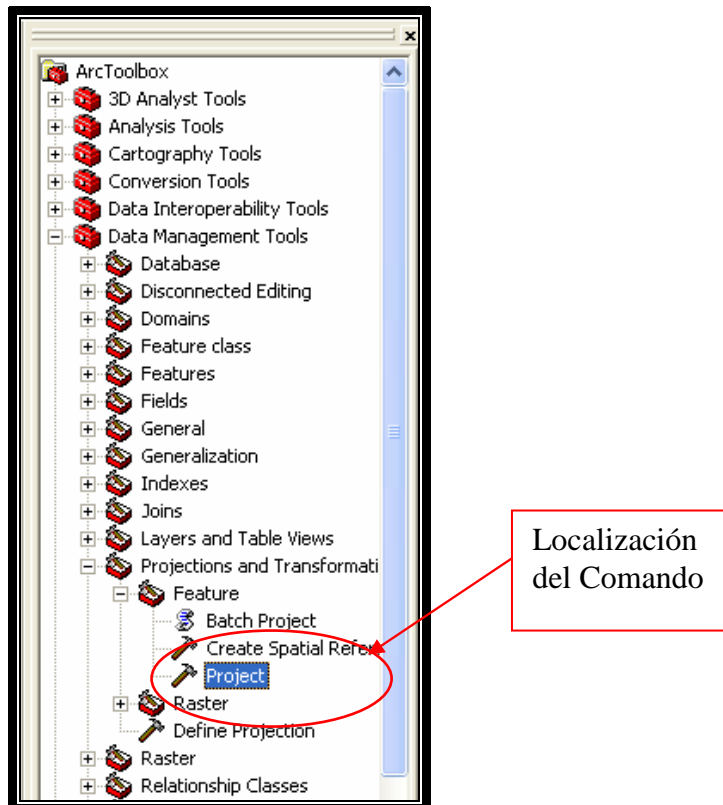 ArcToolbox
3D Analyst Tools
Analysis Tools
Cartography Tools
Conversion Tools
Data Interoperability Tools
Data Management Tools
Database
Disconnected Editing
Domains
Feature class
Features
Fields
General
Generalization
Indexes
Joins
Layers and Table Views
Projections and Transformati
Feature
Batch Project
Create Spatial Refer
Project
Raster
Define Projection
Raster
Relationship Classes
Localización
del Comando